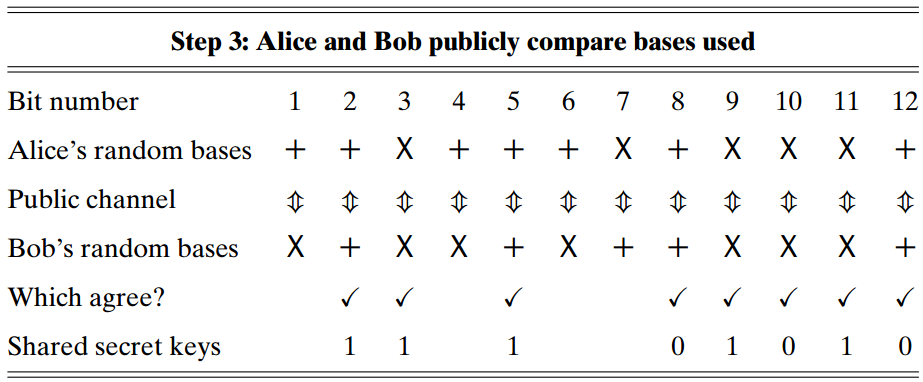 Step 3: Alice and Bob publicly compare bases used
Bit number 1 2 3 4 5 6 7 8 9 10 11 12
Alice's random bases + + X + + + X + X X X +
Public channel ⇕ ⇕ ⇕ ⇕ ⇕ ⇕ ⇕ ⇕ ⇕ ⇕ ⇕ ⇕
Bob's random bases X + X X + X + + X X X +
Which agree? ✓ ✓ ✓ ✓ ✓ ✓ ✓ ✓
Shared secret keys 1 1 1 0 1 0 1 0